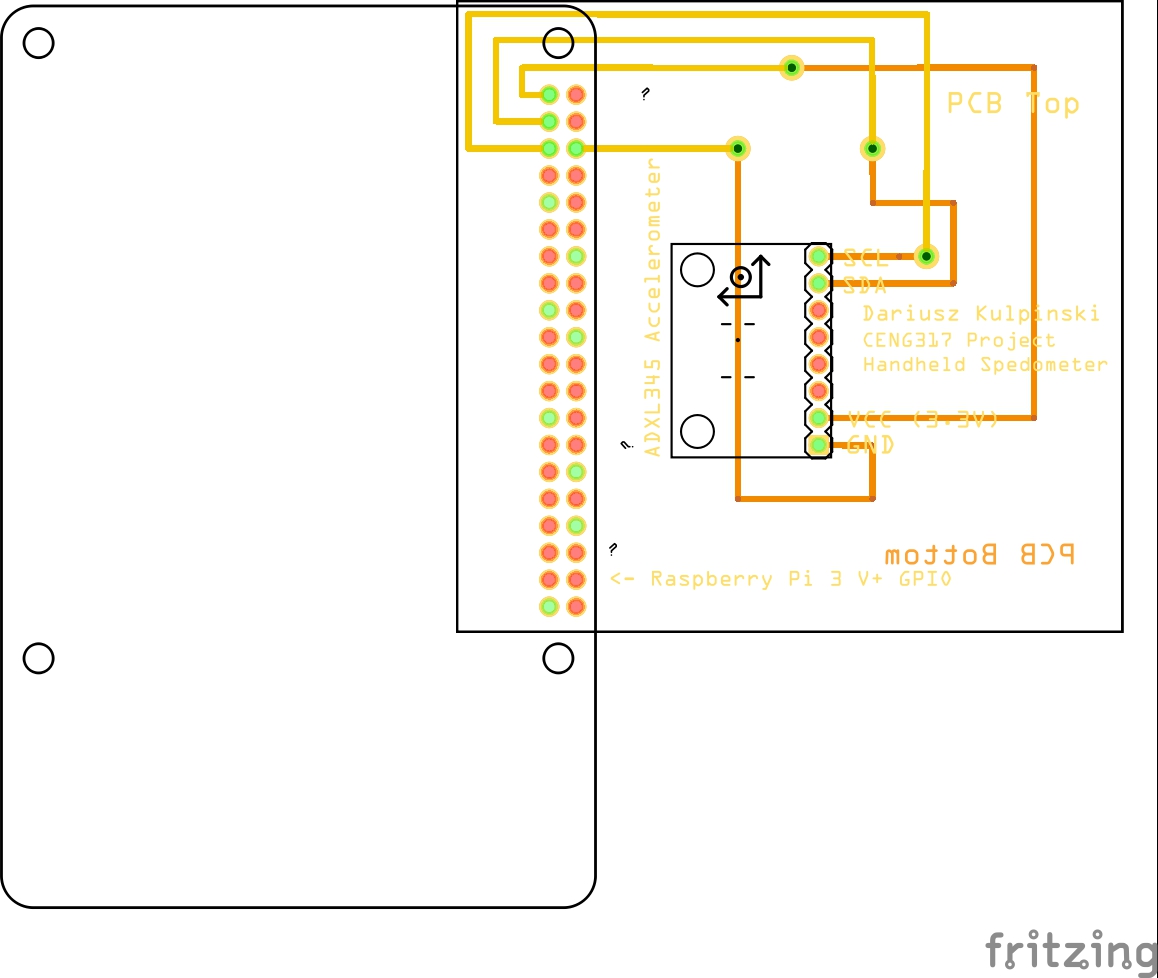 PCB Top
ADXL345 Accelerometer
SCL
SDA
Dariusz Kulpinski
CENG317 Project
Handheld Spedometer
VCC (3.3V)
GND
PCB Bottom
<- Raspberry Pi 3 V+ GPIO
fritzing